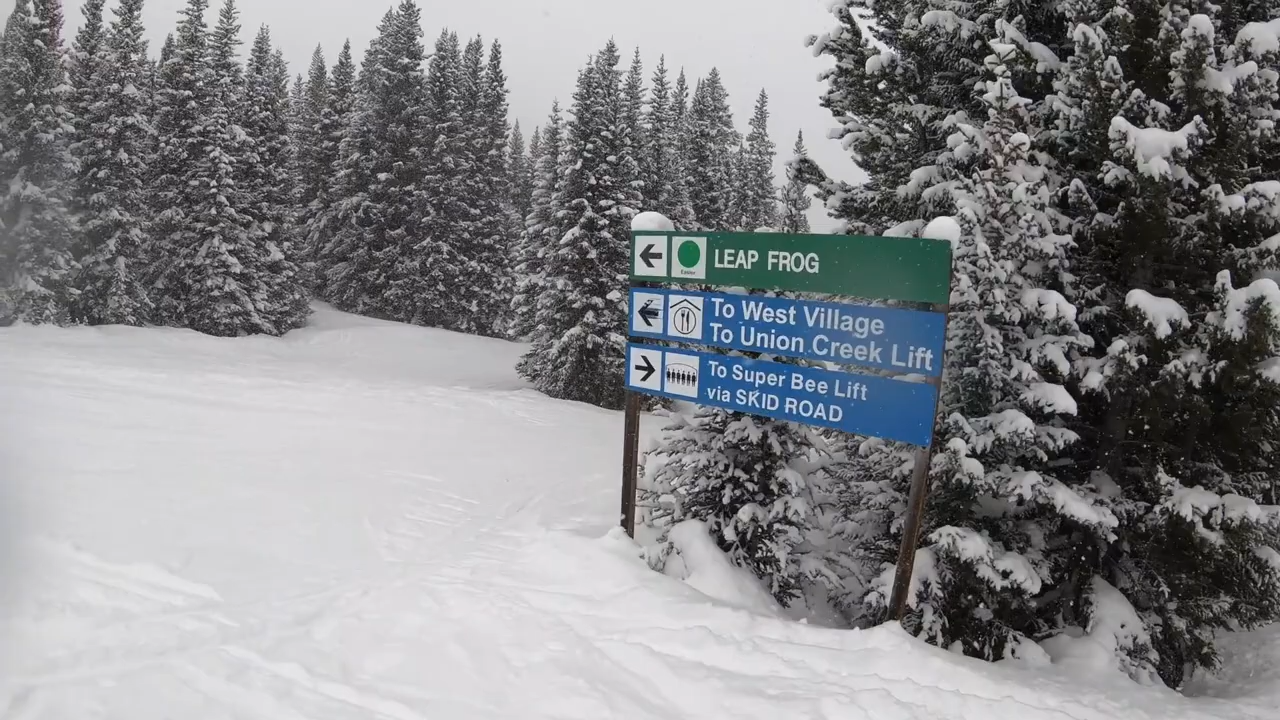 LEAP FROG
Easier
To West Village
To Union Creek Lift
To Super Bee Lift
via SKID ROAD